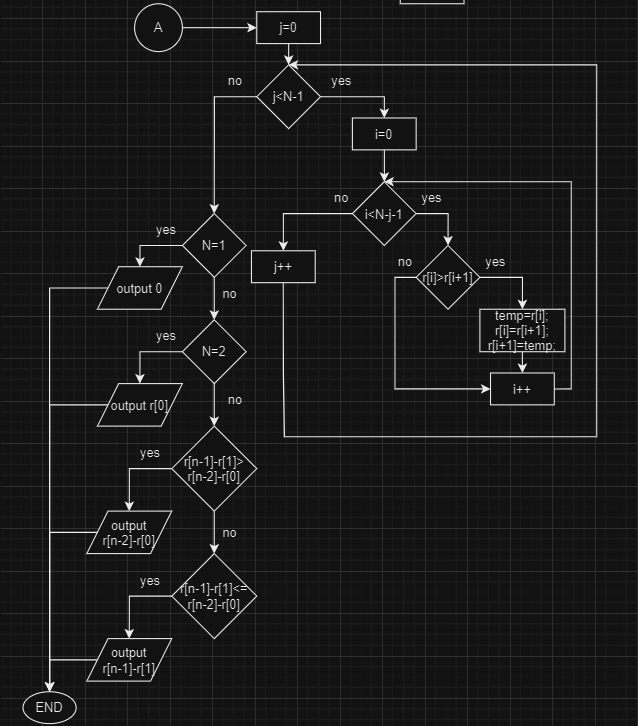 A
j=0
no
yes
j<N-1
i=0
no
yes
i<N-j-1
yes
N=1
j++
no
yes
r[i]>r[i+1]
output 0
no
temp=r[i];
r[i]=r[i+1];
r[i+1]=temp;
yes
N=2
i++
no
output r[0]
yes
r[n-1]-r[1]>
r[n-2]-r[0]
output
r[n-2]-r[0]
no
yes
r[n-1]-r[1]<=
r[n-2]-r[0]
output
r[n-1]-r[1]
END